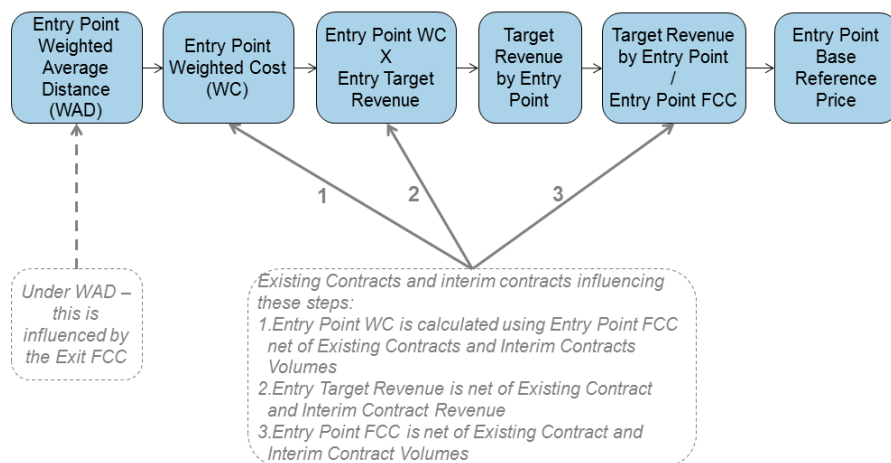 Entry Point
Weighted
Average
Distance
(WAD)
Entry Point
Weighted Cost
(WC)
Entry Point WC
X
Entry Target
Revenue
Target
Revenue
by Entry
Point
Target Revenue
by Entry Point
/
Entry Point FCC
Entry Point
Base
Reference
Price
1
2
3
Under WAD –
this is
influenced by
the Exit FCC
Existing Contracts and interim contracts influencing
these steps:
1.Entry Point WC is calculated using Entry Point FCC
net of Existing Contracts and Interim Contracts
Volumes
2.Entry Target Revenue is net of Existing Contract
and Interim Contract Revenue
3.Entry Point FCC is net of Existing Contract and
Interim Contract Volumes